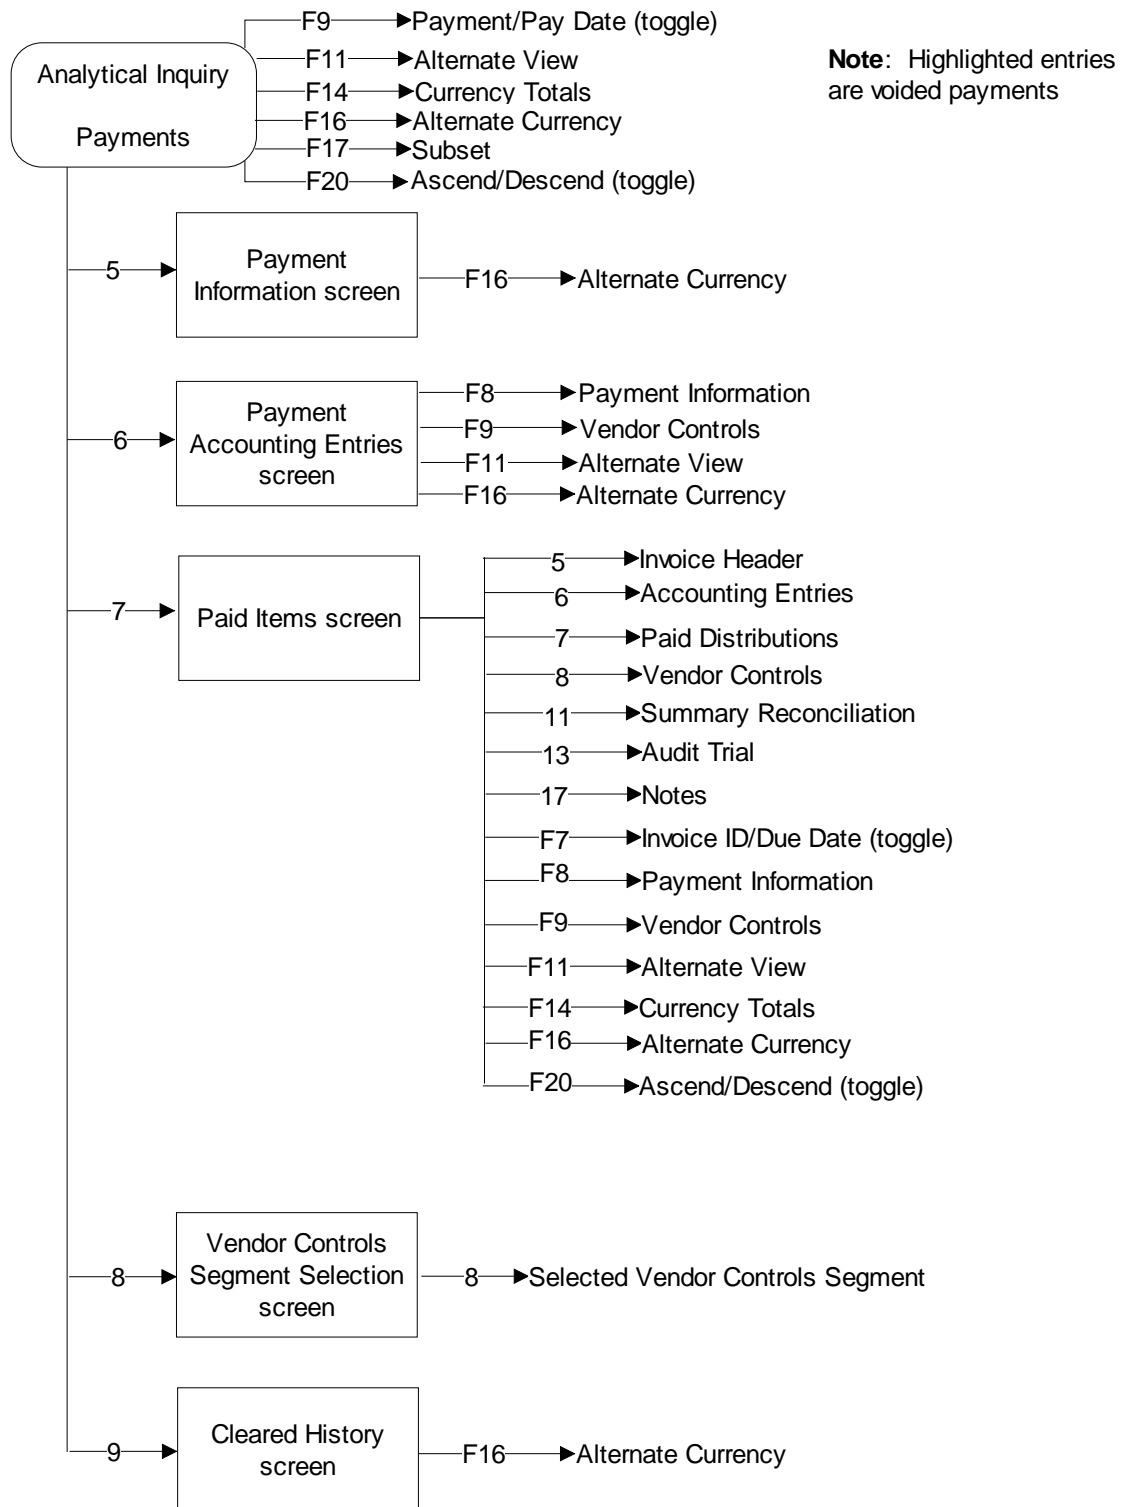 F9 Payment/Pay Date (toggle)
Analytical Inquiry
Payments
F11 Alternate View
F14 Currency Totals
F16 Alternate Currency
F17 Subset
F20 Ascend/Descend (toggle)
Note: Highlighted entries
are voided payments
5
Payment
Information screen
F16 Alternate Currency
6
Payment
Accounting Entries
screen
F8 Payment Information
F9 Vendor Controls
F11 Alternate View
F16 Alternate Currency
7
Paid Items screen
5 Invoice Header
6 Accounting Entries
7 Paid Distributions
8 Vendor Controls
11 Summary Reconciliation
13 Audit Trial
17 Notes
F7 Invoice ID/Due Date (toggle)
F8 Payment Information
F9 Vendor Controls
F11 Alternate View
F14 Currency Totals
F16 Alternate Currency
F20 Ascend/Descend (toggle)
8
Vendor Controls
Segment Selection
screen
8 Selected Vendor Controls Segment
9
Cleared History
screen
F16 Alternate Currency